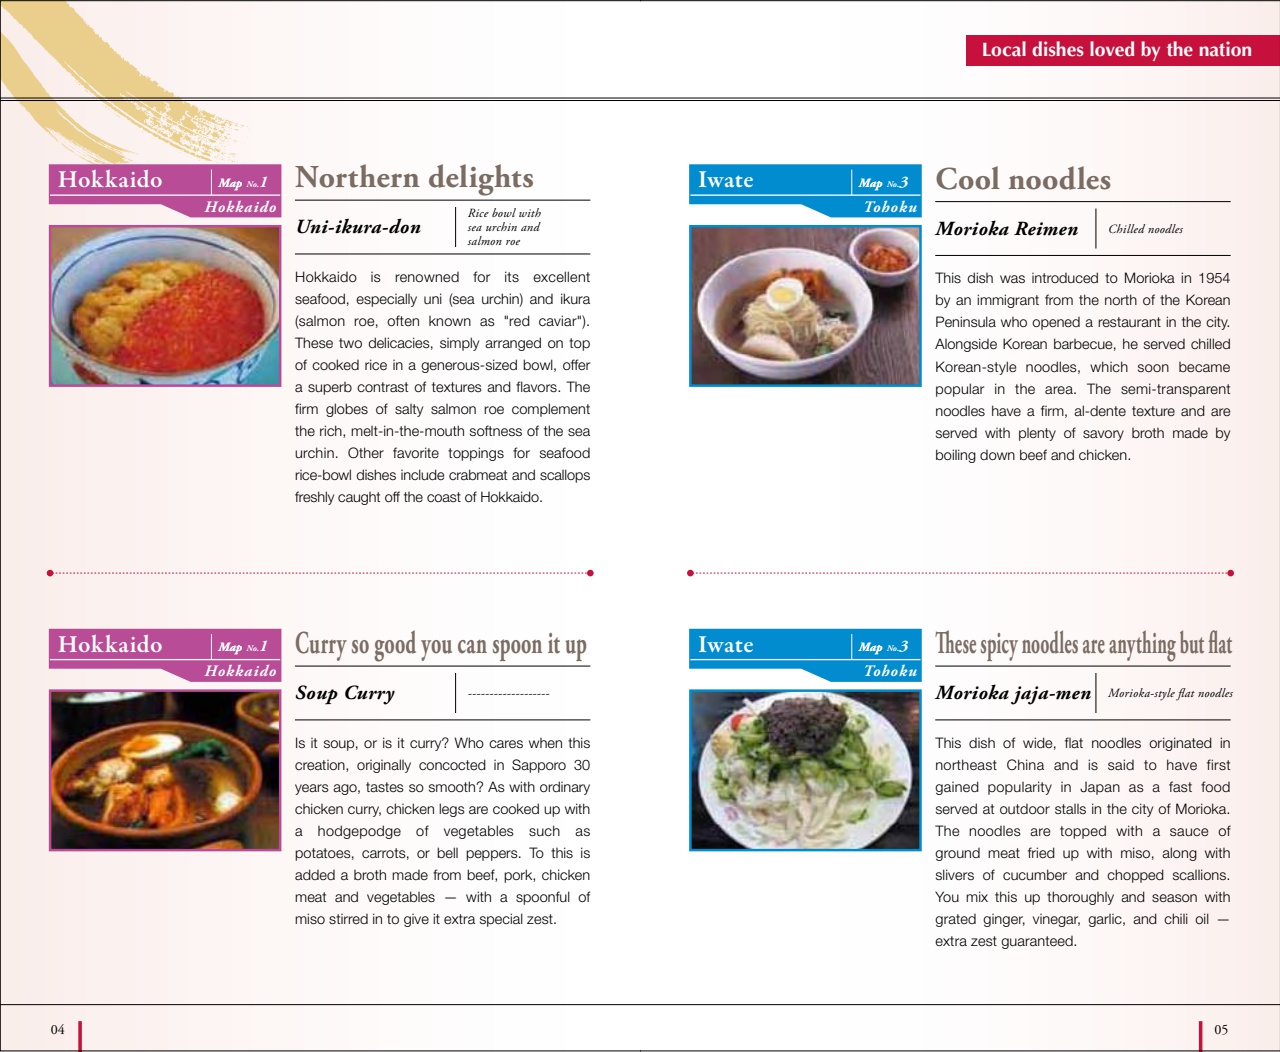 Local dishes loved by the nation
Hokkaido
Map No.1
Hokkaido
Northern delights
Uni-ikura-don
Rice bowl with
sea urchin and
salmon roe
Hokkaido is renowned for its excellent
seafood, especially uni (sea urchin) and ikura
(salmon roe, often known as "red caviar").
These two delicacies, simply arranged on top
of cooked rice in a generous-sized bowl, offer
a superb contrast of textures and flavors. The
firm globes of salty salmon roe complement
the rich, melt-in-the-mouth softness of the sea
urchin. Other favorite toppings for seafood
rice-bowl dishes include crabmeat and scallops
freshly caught off the coast of Hokkaido.
Hokkaido
Map No.1
Hokkaido
Curry so good you can spoon it up
Soup Curry
-------------------
Is it soup, or is it curry? Who cares when this
creation, originally concocted in Sapporo 30
years ago, tastes so smooth? As with ordinary
chicken curry, chicken legs are cooked up with
a hodgepodge of vegetables such as
potatoes, carrots, or bell peppers. To this is
added a broth made from beef, pork, chicken
meat and vegetables — with a spoonful of
miso stirred in to give it extra special zest.
04
Iwate
Map No.3
Tohoku
Cool noodles
Morioka Reimen
Chilled noodles
This dish was introduced to Morioka in 1954
by an immigrant from the north of the Korean
Peninsula who opened a restaurant in the city.
Alongside Korean barbecue, he served chilled
Korean-style noodles, which soon became
popular in the area. The semi-transparent
noodles have a firm, al-dente texture and are
served with plenty of savory broth made by
boiling down beef and chicken.
Iwate
Map No.3
Tohoku
These spicy noodles are anything but flat
Morioka jaja-men
Morioka-style flat noodles
This dish of wide, flat noodles originated in
northeast China and is said to have first
gained popularity in Japan as a fast food
served at outdoor stalls in the city of Morioka.
The noodles are topped with a sauce of
ground meat fried up with miso, along with
slivers of cucumber and chopped scallions.
You mix this up thoroughly and season with
grated ginger, vinegar, garlic, and chili oil —
extra zest guaranteed.
05